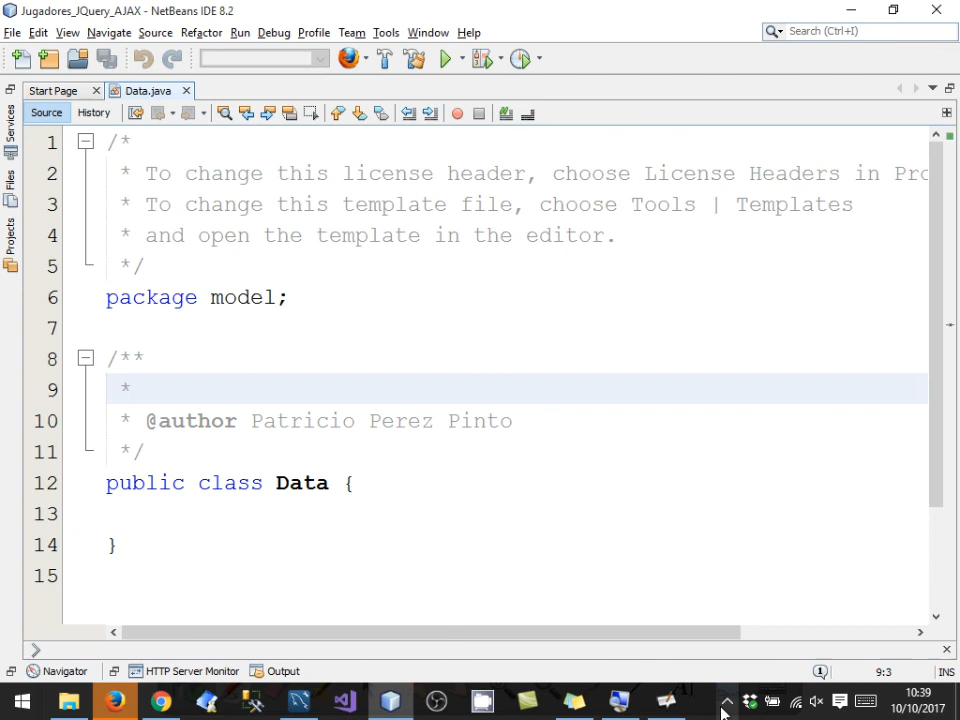 Jugadores_JQuery_AJAX - NetBeans IDE 8.2
File Edit View Navigate Source Refactor Run Debug Profile Team Tools Window Help
Search (Ctrl+I)
Start Page Data.java
Source History
Services
Files
Projects
1 /*
2 * To change this license header, choose License Headers in Pro
3 * To change this template file, choose Tools | Templates
4 * and open the template in the editor.
5 */
6 package model;
7
8 /**
9 *
10 * @author Patricio Perez Pinto
11 */
12 public class Data {
13
14 }
15
Navigator HTTP Server Monitor Output
9:3 INS
10:39
10/10/2017